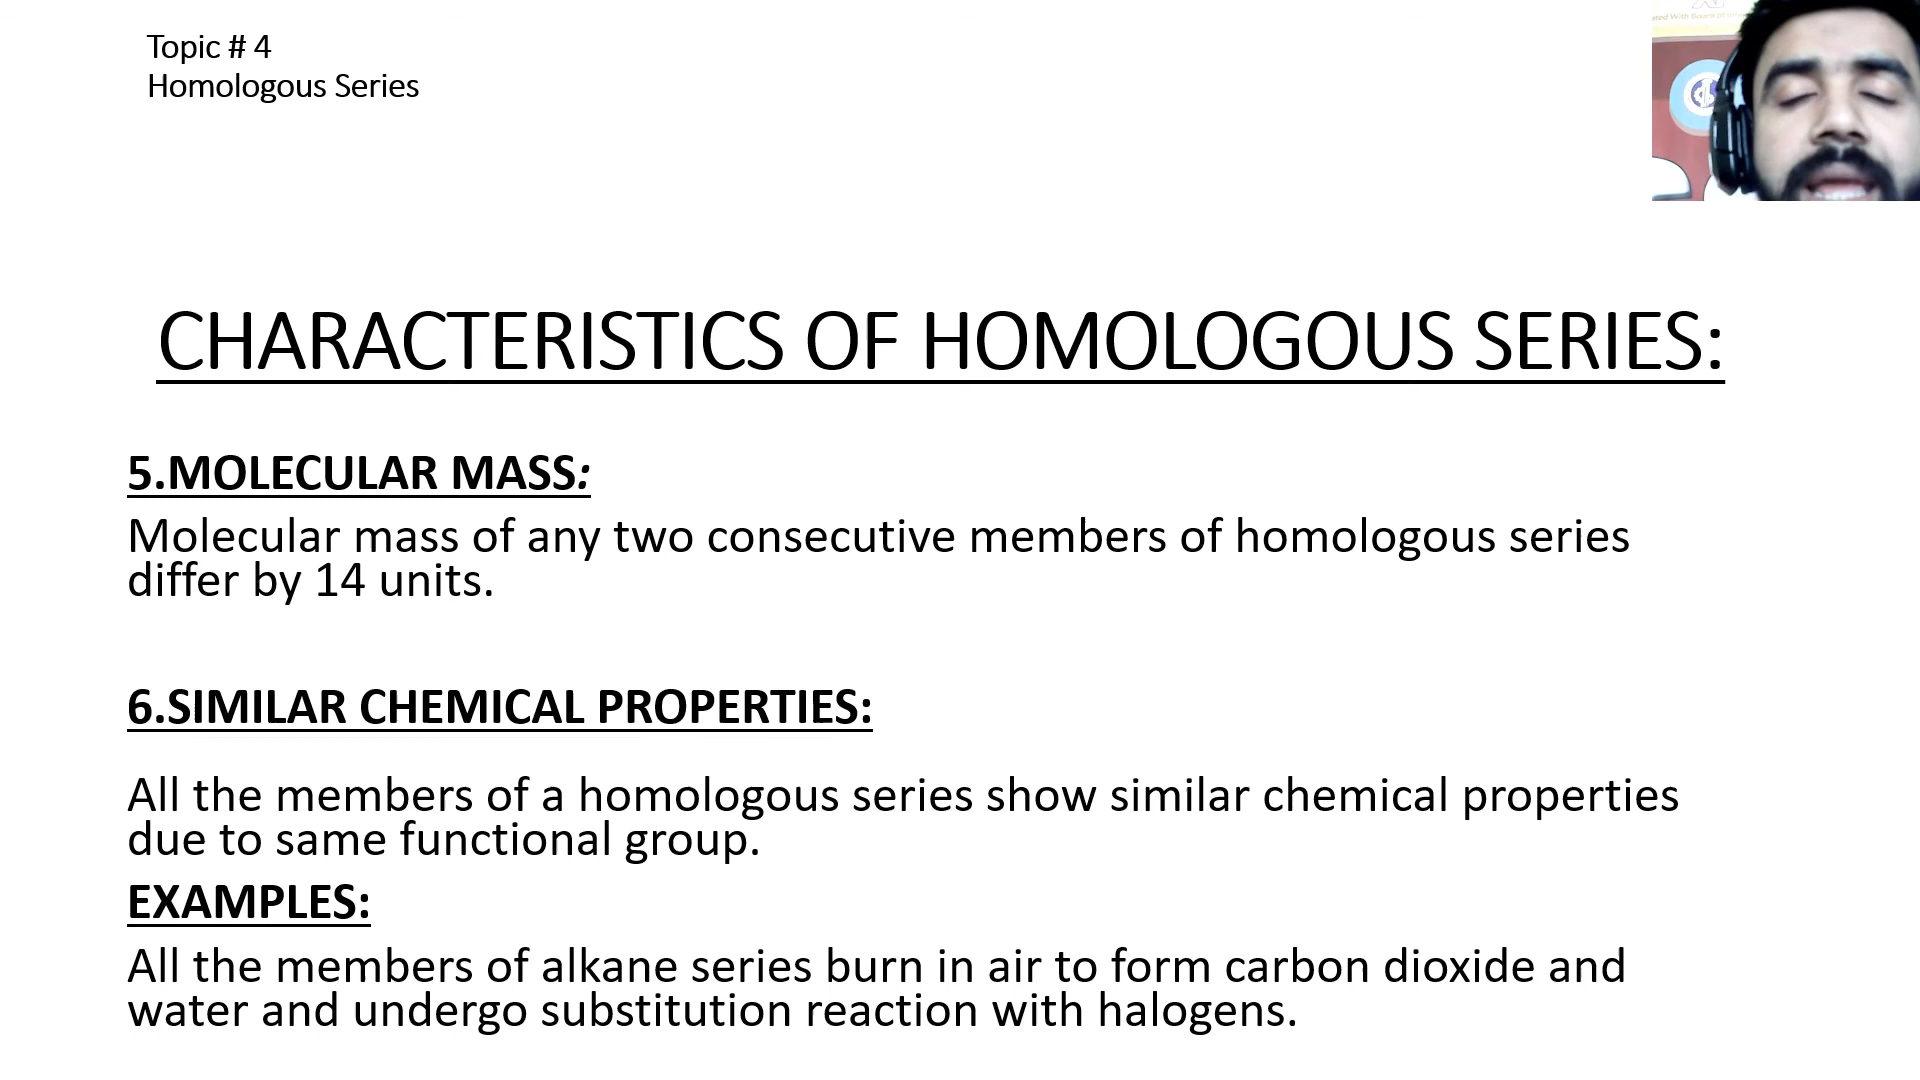 Topic # 4
Homologous Series
CHARACTERISTICS OF HOMOLOGOUS SERIES:
5.MOLECULAR MASS:
Molecular mass of any two consecutive members of homologous series
differ by 14 units.
6.SIMILAR CHEMICAL PROPERTIES:
All the members of a homologous series show similar chemical properties
due to same functional group.
EXAMPLES:
All the members of alkane series burn in air to form carbon dioxide and
water and undergo substitution reaction with halogens.